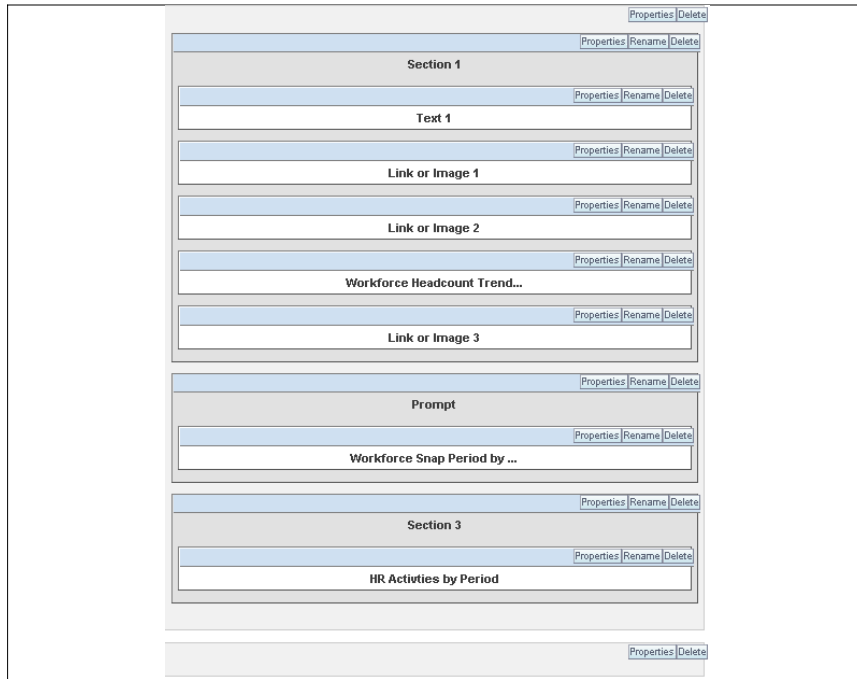 Properties Delete
Properties Rename Delete
Section 1
Properties Rename Delete
Text 1
Properties Rename Delete
Link or Image 1
Properties Rename Delete
Link or Image 2
Properties Rename Delete
Workforce Headcount Trend...
Properties Rename Delete
Link or Image 3
Properties Rename Delete
Prompt
Properties Rename Delete
Workforce Snap Period by ...
Properties Rename Delete
Section 3
Properties Rename Delete
HR Activties by Period
Properties Delete